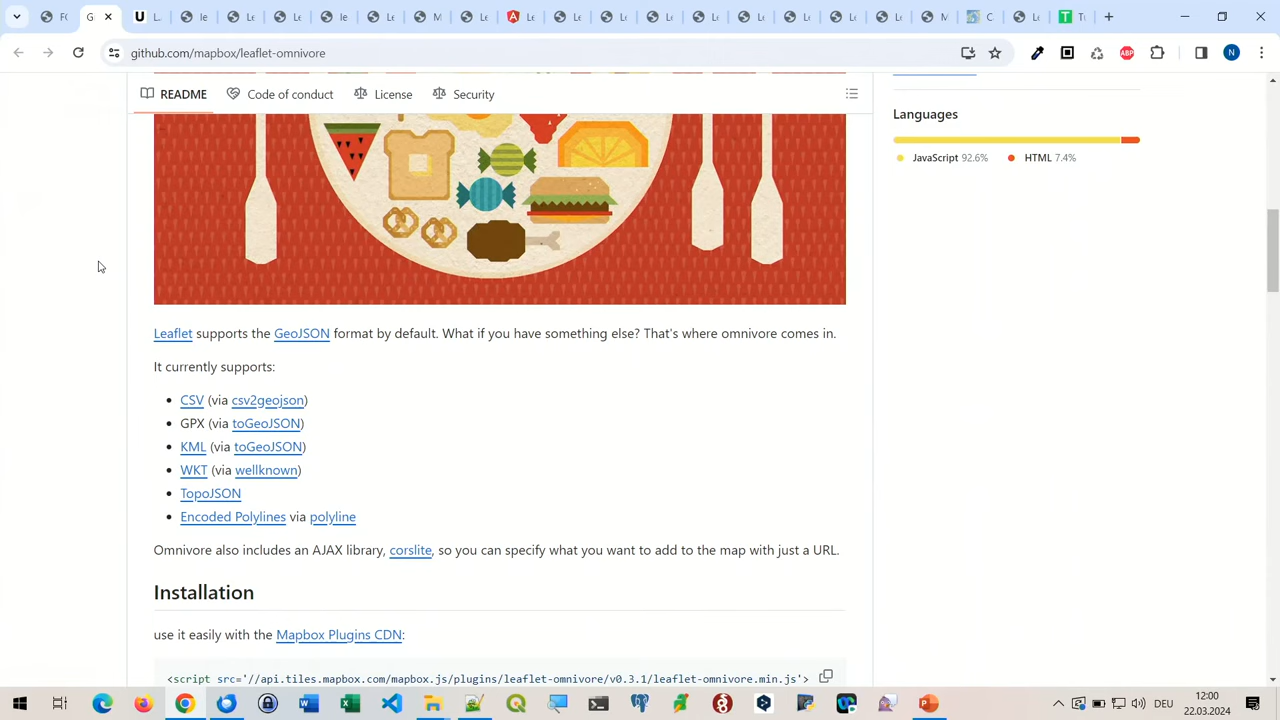 github.com/mapbox/leaflet-omnivore
README
Code of conduct
License
Security
Languages
JavaScript 92.6%
HTML 7.4%
Leaflet supports the GeoJSON format by default. What if you have something else? That's where omnivore comes in.
It currently supports:
CSV (via csv2geojson)
GPX (via toGeoJSON)
KML (via toGeoJSON)
WKT (via wellknown)
TopoJSON
Encoded Polylines via polyline
Omnivore also includes an AJAX library, corslite, so you can specify what you want to add to the map with just a URL.
Installation
use it easily with the Mapbox Plugins CDN:
<script src='//api.tiles.mapbox.com/mapbox.js/plugins/leaflet-omnivore/v0.3.1/leaflet-omnivore.min.js'>
DEU
12:00
22.03.2024